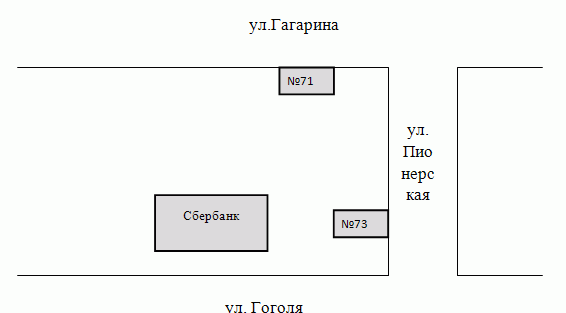 ул.Гагарина
№71
ул.
Пио
нерс
кая
Сбербанк
№73
ул. Гоголя